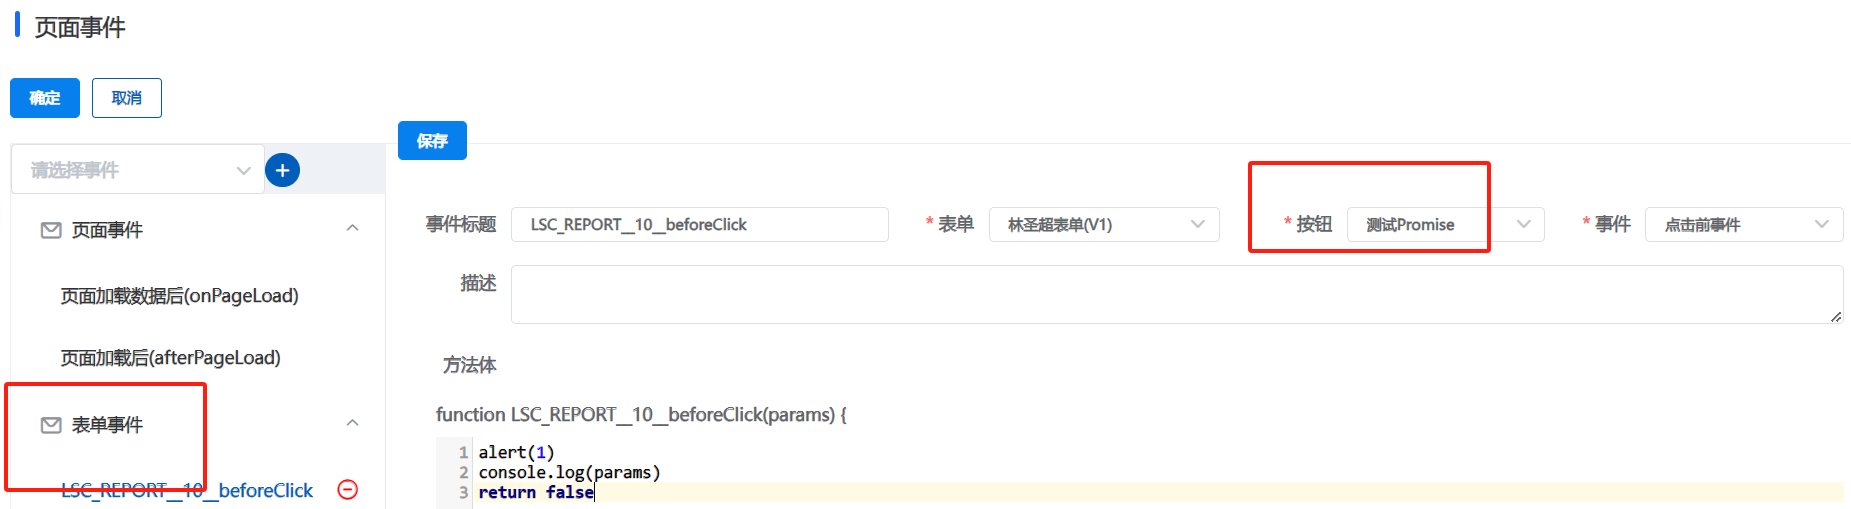 页面事件
确定
取消
保存
请选择事件
页面事件
页面加载数据后(onPageLoad)
页面加载后(afterPageLoad)
表单事件
LSC_REPORT__10__beforeClick
事件标题 LSC_REPORT__10__beforeClick * 表单 林圣超表单(V1) * 按钮 测试Promise * 事件 点击前事件
描述
方法体
function LSC_REPORT__10__beforeClick(params) {
1 alert(1)
2 console.log(params)
3 return false